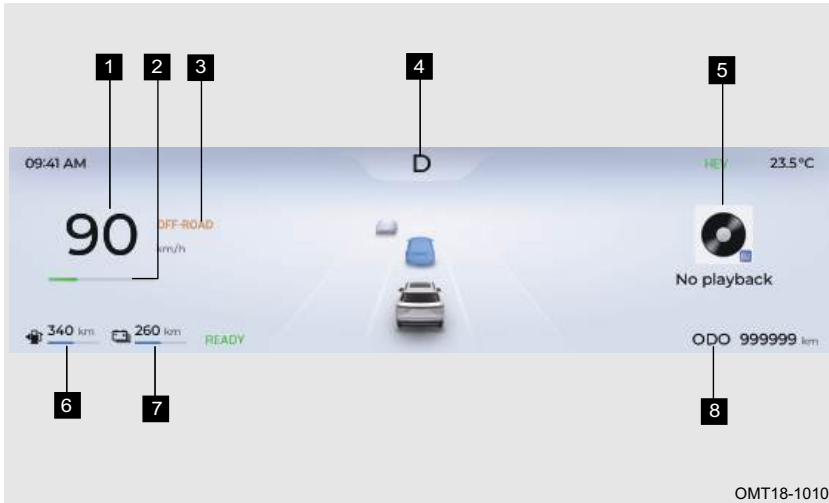 1 2 3 4 5
09:41 AM D HEV 23.5°C
90 OFF-ROAD
km/h
No playback
340 km 260 km READY ODO 999999 km
6 7 8
OMT18-1010